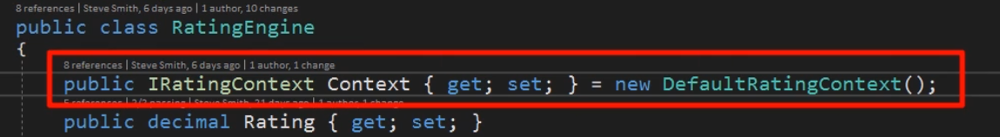 8 references | Steve Smith, 6 days ago | 1 author, 10 changes
public class RatingEngine
{
8 references | Steve Smith, 6 days ago | 1 author, 1 change
public IRatingContext Context { get; set; } = new DefaultRatingContext();
5 references | 2/2 passing | Steve Smith, 21 days ago | 1 author, 1 change
public decimal Rating { get; set; }